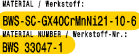 MATERIAL / Werkstoff:
BWS-SC-GX40CrMnNi21-10-6
MATERIAL NUMBER / Werkstoff-Nr.:
BWS 33047-1